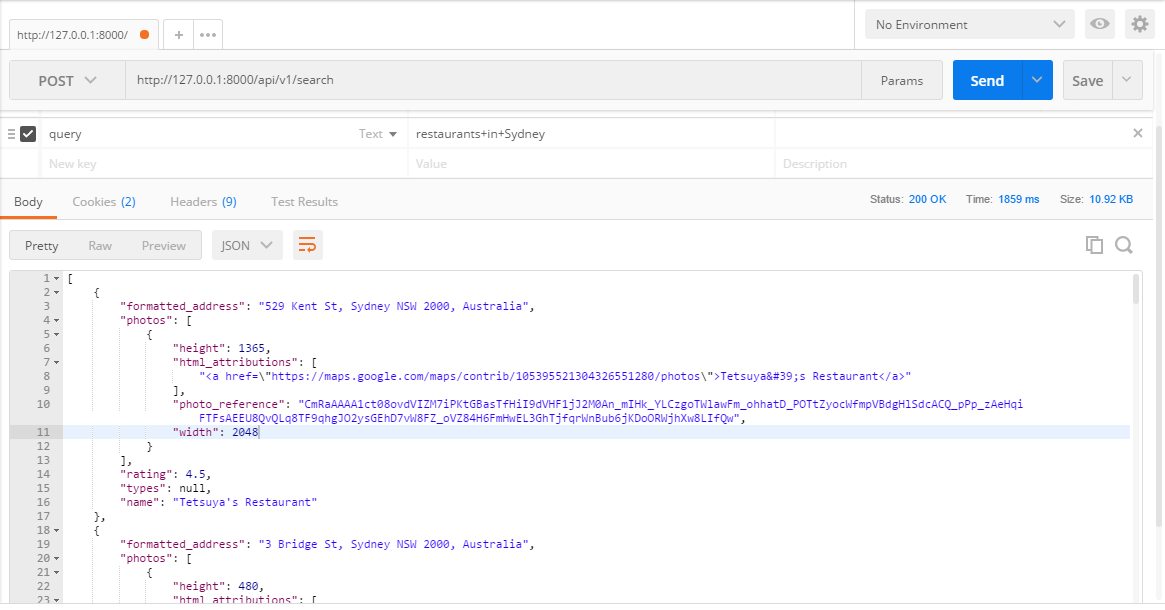 http://127.0.0.1:8000/
No Environment
POST http://127.0.0.1:8000/api/v1/search Params Send Save
query Text restaurants+in+Sydney
New key Value Description
Body Cookies (2) Headers (9) Test Results Status: 200 OK Time: 1859 ms Size: 10.92 KB
Pretty Raw Preview JSON
1 [
2 {
3 "formatted_address": "529 Kent St, Sydney NSW 2000, Australia",
4 "photos": [
5 {
6 "height": 1365,
7 "html_attributions": [
8 "<a href=\"https://maps.google.com/maps/contrib/105395521304326551280/photos\">Tetsuya&#39;s Restaurant</a>"
9 ],
10 "photo_reference": "CmRaAAAA1ct08ovdVIZM7iPKtGBasTfHiI9dVHF1jJ2M0An_mIHk_YLCzgoTWlawFm_ohhatD_POTtZyocWfmpVBdgHlSdcACQ_pPp_zAeHqi
FTFsAEEU8QvQLq8TF9qhgJO2ysGEhD7vW8FZ_oVZ84H6FmHwEL3GhTjfqrWnBub6jKDoORWjhXw8LIfQw",
11 "width": 2048
12 }
13 ],
14 "rating": 4.5,
15 "types": null,
16 "name": "Tetsuya's Restaurant"
17 },
18 {
19 "formatted_address": "3 Bridge St, Sydney NSW 2000, Australia",
20 "photos": [
21 {
22 "height": 480,
23 "html_attributions": [